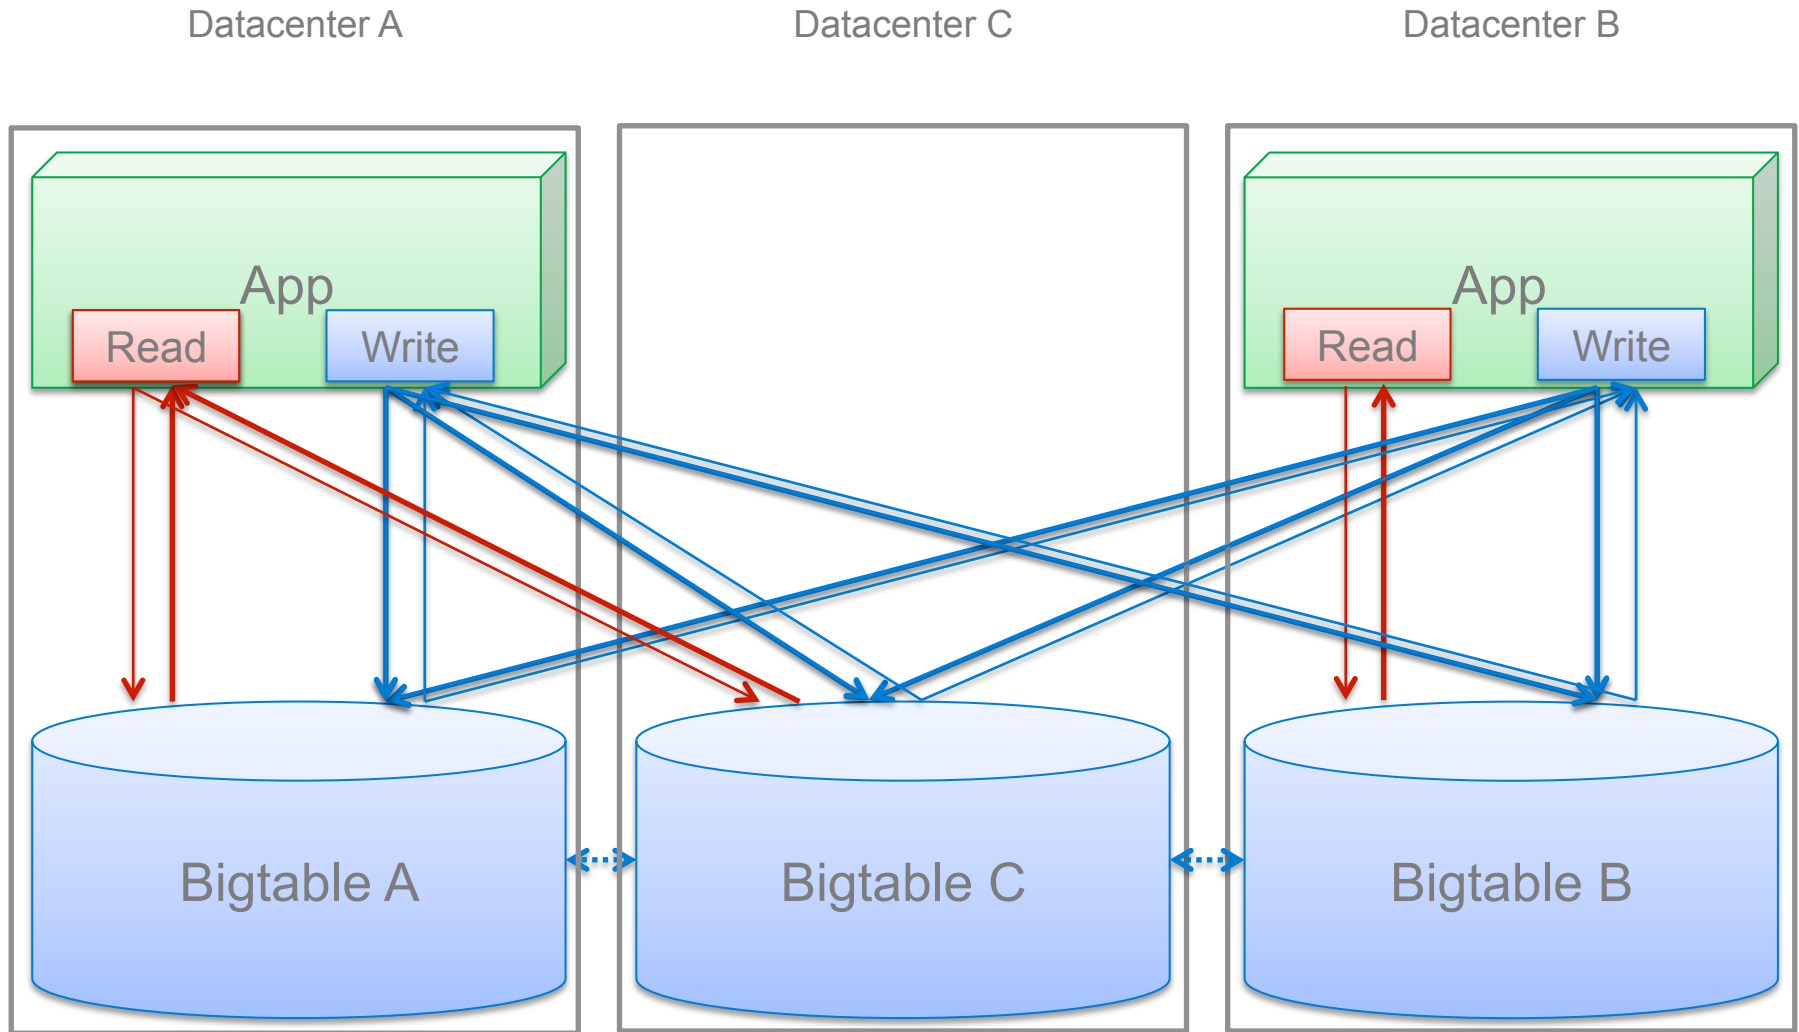 Datacenter A
Datacenter C
Datacenter B
App
Read
Write
App
Read
Write
Bigtable A
Bigtable C
Bigtable B